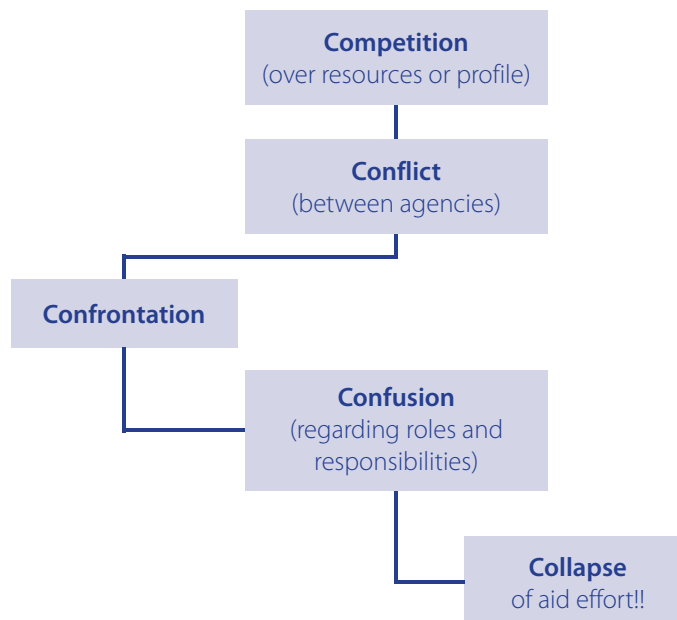 Competition
(over resources or profile)
Conflict
(between agencies)
Confrontation
Confusion
(regarding roles and
responsibilities)
Collapse
of aid effort!!